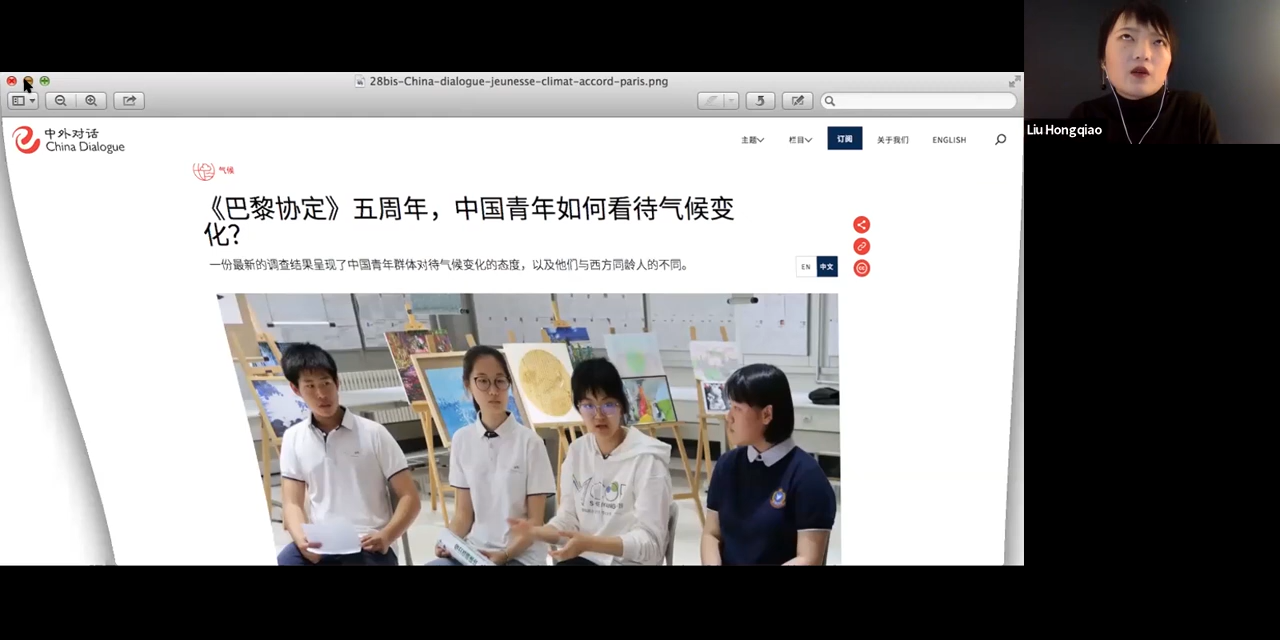 28bis-China-dialogue-jeunesse-climat-accord-paris.png
Liu Hongqiao
中外对话
China Dialogue
主题
栏目
订阅
关于我们
ENGLISH
气候
《巴黎协定》五周年，中国青年如何看待气候变
化？
一份最新的调查结果呈现了中国青年群体对待气候变化的态度，以及他们与西方同龄人的不同。
EN
中文